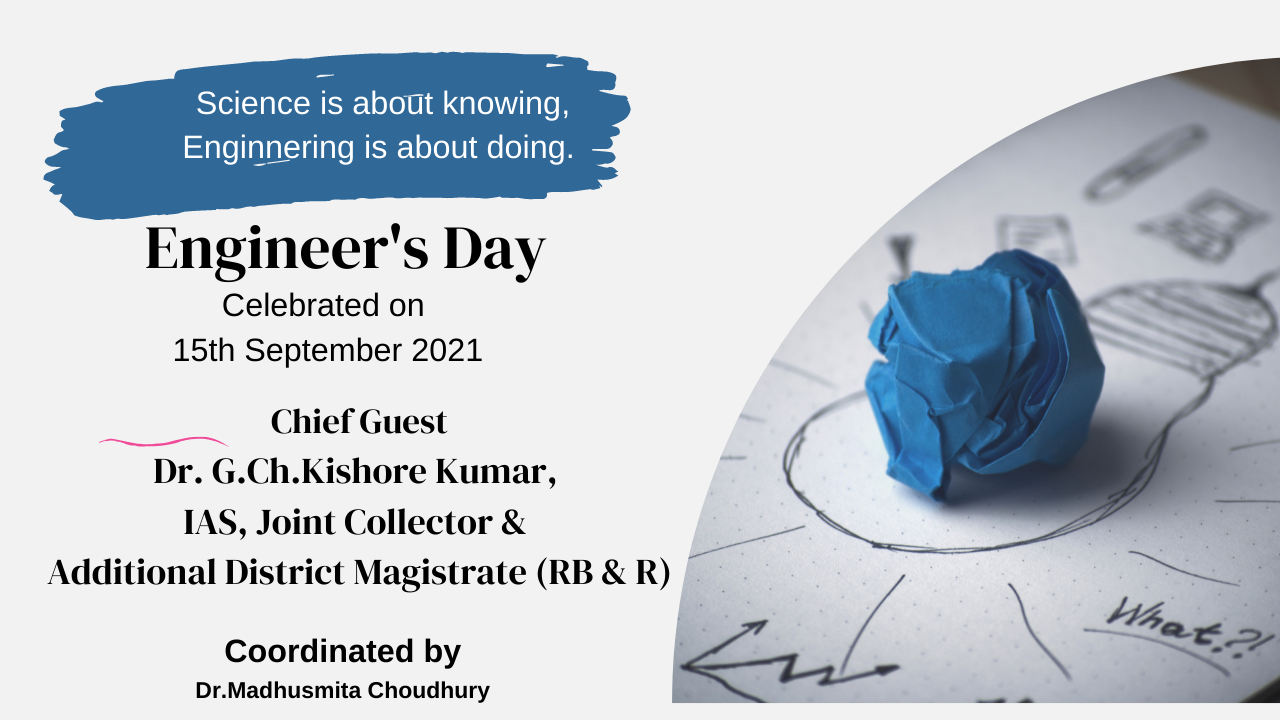 Science is about knowing,
Enginnering is about doing.
Engineer's Day
Celebrated on
15th September 2021
Chief Guest
Dr. G.Ch.Kishore Kumar,
IAS, Joint Collector &
Additional District Magistrate (RB & R)
Coordinated by
Dr.Madhusmita Choudhury
What?!